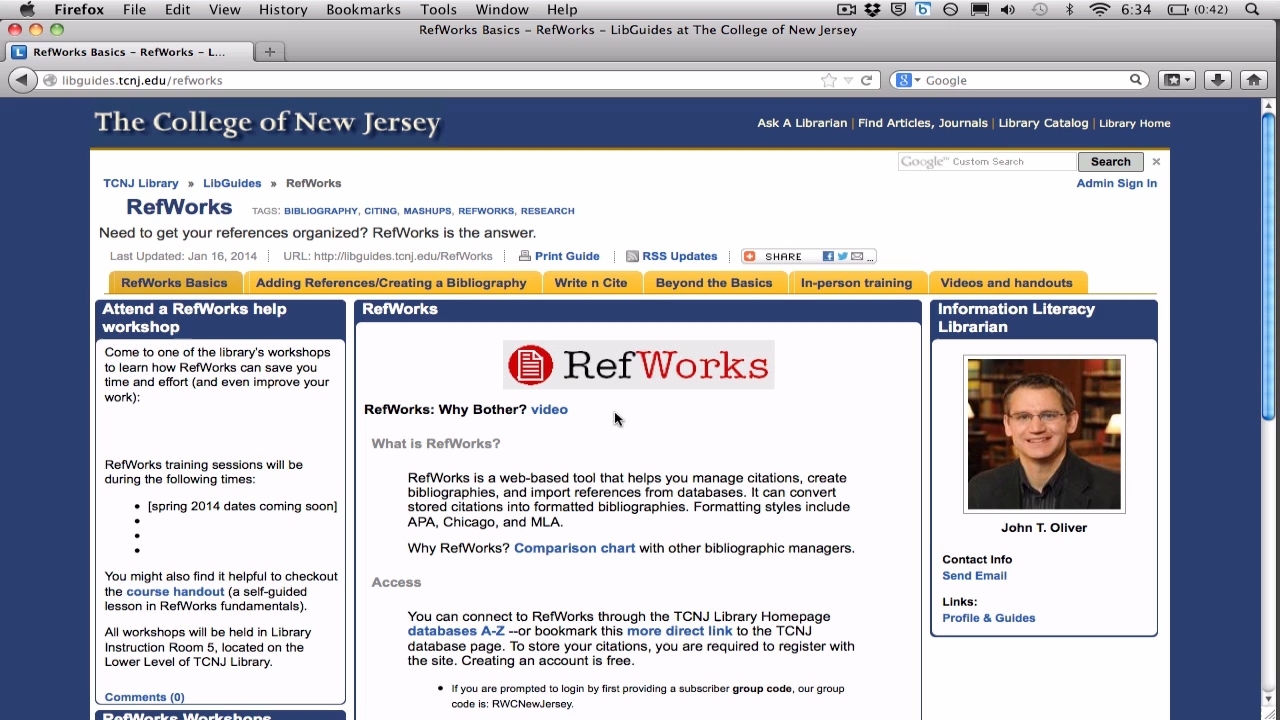 Firefox File Edit View History Bookmarks Tools Window Help 6:34 (0:42)
RefWorks Basics – RefWorks – LibGuides at The College of New Jersey
RefWorks Basics – RefWorks – L...
libguides.tcnj.edu/refworks
Google
The College of New Jersey
Ask A Librarian | Find Articles, Journals | Library Catalog | Library Home
Google™ Custom Search Search ×
TCNJ Library » LibGuides » RefWorks
Admin Sign In
RefWorks TAGS: BIBLIOGRAPHY, CITING, MASHUPS, REFWORKS, RESEARCH
Need to get your references organized? RefWorks is the answer.
Last Updated: Jan 16, 2014 URL: http://libguides.tcnj.edu/RefWorks Print Guide RSS Updates SHARE ...
RefWorks Basics Adding References/Creating a Bibliography Write n Cite Beyond the Basics In-person training Videos and handouts
Attend a RefWorks help
workshop
Come to one of the library's workshops
to learn how RefWorks can save you
time and effort (and even improve your
work):
RefWorks training sessions will be
during the following times:
• [spring 2014 dates coming soon]
•
•
•
You might also find it helpful to checkout
the course handout (a self-guided
lesson in RefWorks fundamentals).
All workshops will be held in Library
Instruction Room 5, located on the
Lower Level of TCNJ Library.
Comments (0)
RefWorks Workshops
RefWorks
RefWorks
RefWorks: Why Bother? video
What is RefWorks?
RefWorks is a web-based tool that helps you manage citations, create
bibliographies, and import references from databases. It can convert
stored citations into formatted bibliographies. Formatting styles include
APA, Chicago, and MLA.
Why RefWorks? Comparison chart with other bibliographic managers.
Access
You can connect to RefWorks through the TCNJ Library Homepage
databases A-Z --or bookmark this more direct link to the TCNJ
database page. To store your citations, you are required to register with
the site. Creating an account is free.
• If you are prompted to login by first providing a subscriber group code, our group
code is: RWCNewJersey.
Information Literacy
Librarian
John T. Oliver
Contact Info
Send Email
Links:
Profile & Guides